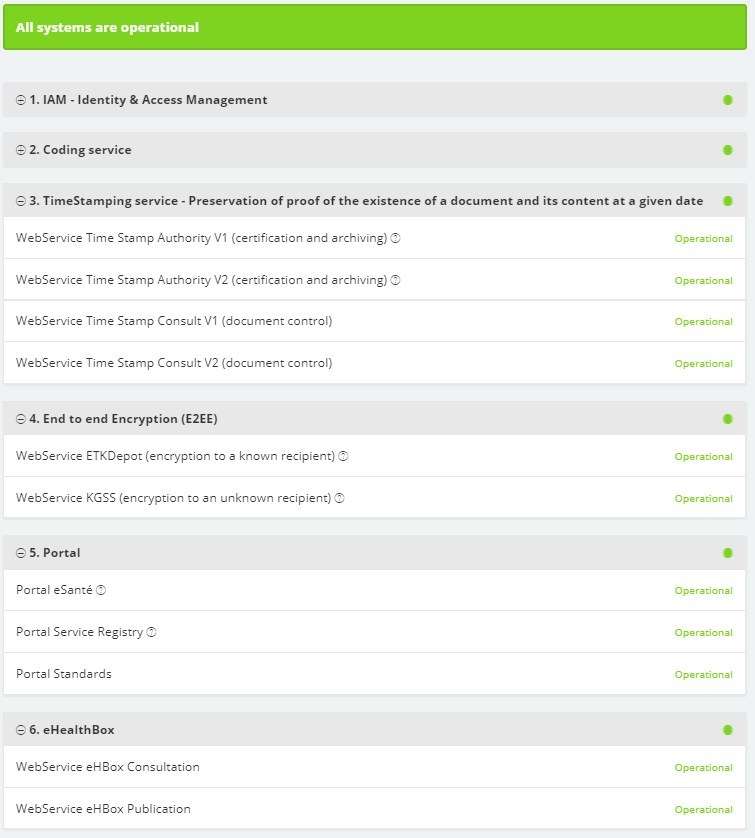 All systems are operational
1. IAM - Identity & Access Management
2. Coding service
3. TimeStamping service - Preservation of proof of the existence of a document and its content at a given date
WebService Time Stamp Authority V1 (certification and archiving) Operational
WebService Time Stamp Authority V2 (certification and archiving) Operational
WebService Time Stamp Consult V1 (document control) Operational
WebService Time Stamp Consult V2 (document control) Operational
4. End to end Encryption (E2EE)
WebService ETKDepot (encryption to a known recipient) Operational
WebService KGSS (encryption to an unknown recipient) Operational
5. Portal
Portal eSanté Operational
Portal Service Registry Operational
Portal Standards Operational
6. eHealthBox
WebService eHBox Consultation Operational
WebService eHBox Publication Operational